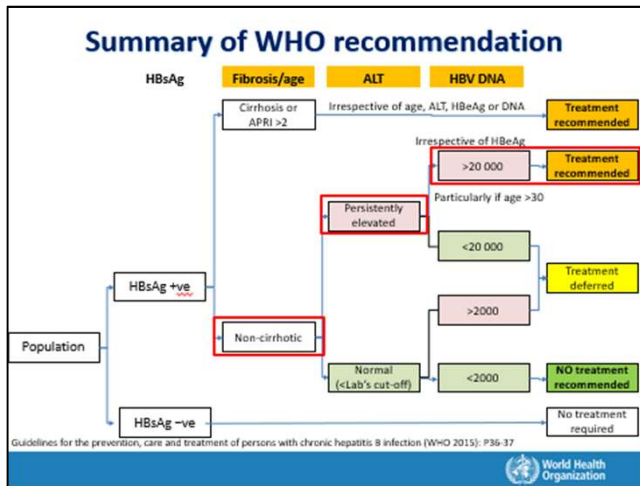 Summary of WHO recommendation
HBsAg
Fibrosis/age
ALT
HBV DNA
Cirrhosis or
APRI >2
Irrespective of age, ALT, HBeAg or DNA
Treatment
recommended
Irrespective of HBeAg
>20 000
Treatment
recommended
Persistently
elevated
Particularly if age >30
<20 000
HBsAg +ve
Treatment
deferred
>2000
Non-cirrhotic
Population
Normal
(<Lab's cut-off)
<2000
NO treatment
recommended
HBsAg –ve
No treatment
required
Guidelines for the prevention, care and treatment of persons with chronic hepatitis B infection (WHO 2015): P36-37
World Health
Organization